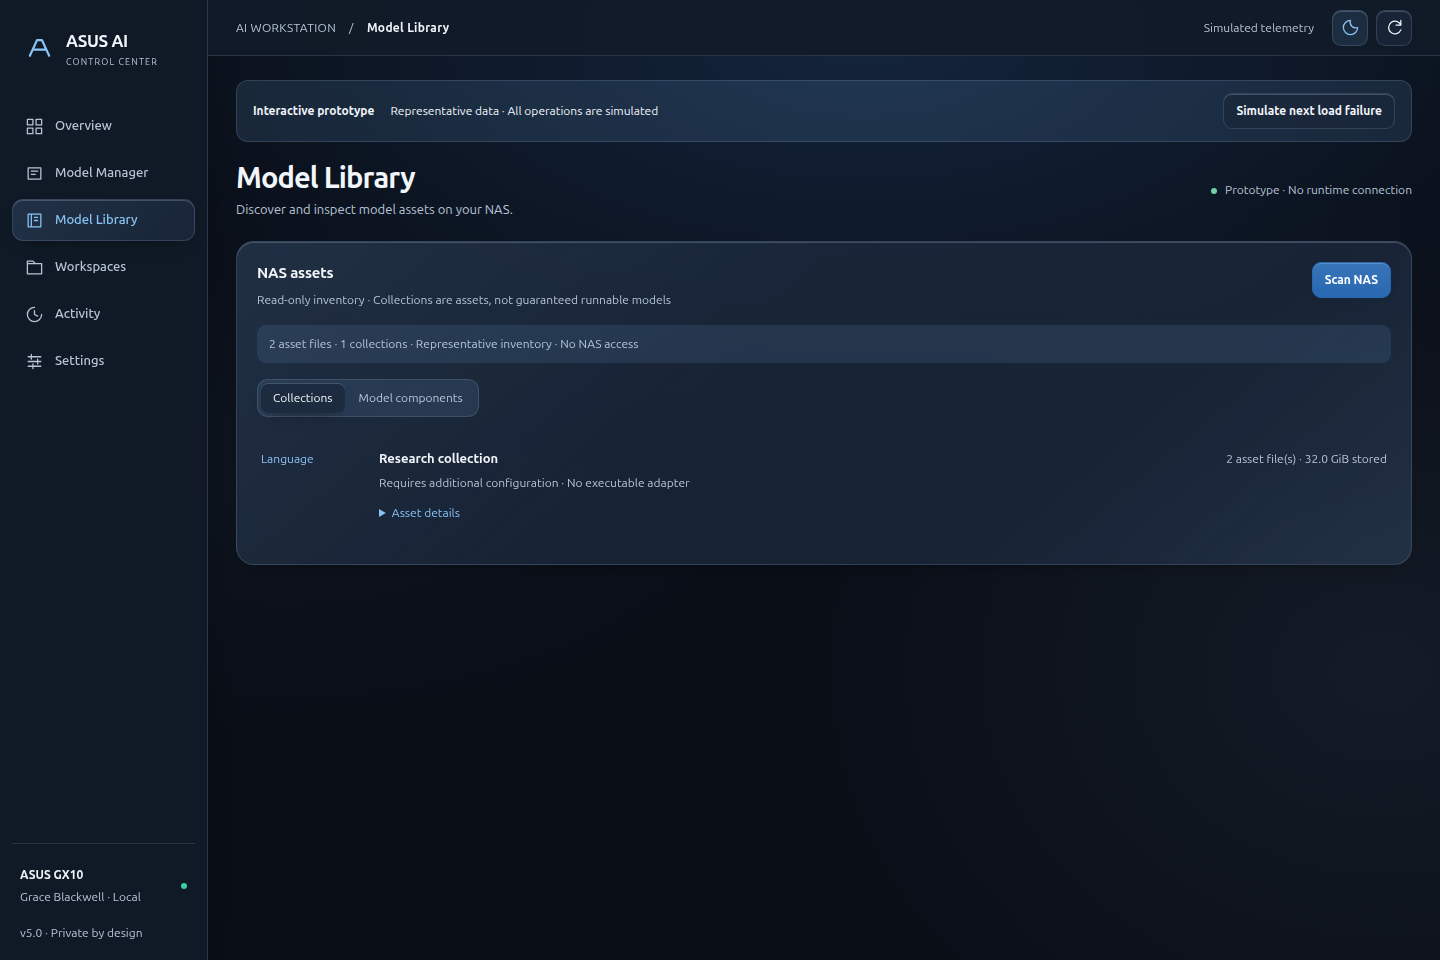 ASUS AI
CONTROL CENTER
Overview
Model Manager
Model Library
Workspaces
Activity
Settings
ASUS GX10
Grace Blackwell · Local
v5.0 · Private by design
AI WORKSTATION / Model Library
Simulated telemetry
Interactive prototype Representative data · All operations are simulated
Simulate next load failure
Model Library
Discover and inspect model assets on your NAS.
Prototype · No runtime connection
NAS assets
Read-only inventory · Collections are assets, not guaranteed runnable models
Scan NAS
2 asset files · 1 collections · Representative inventory · No NAS access
Collections Model components
Language Research collection 2 asset file(s) · 32.0 GiB stored
Requires additional configuration · No executable adapter
Asset details